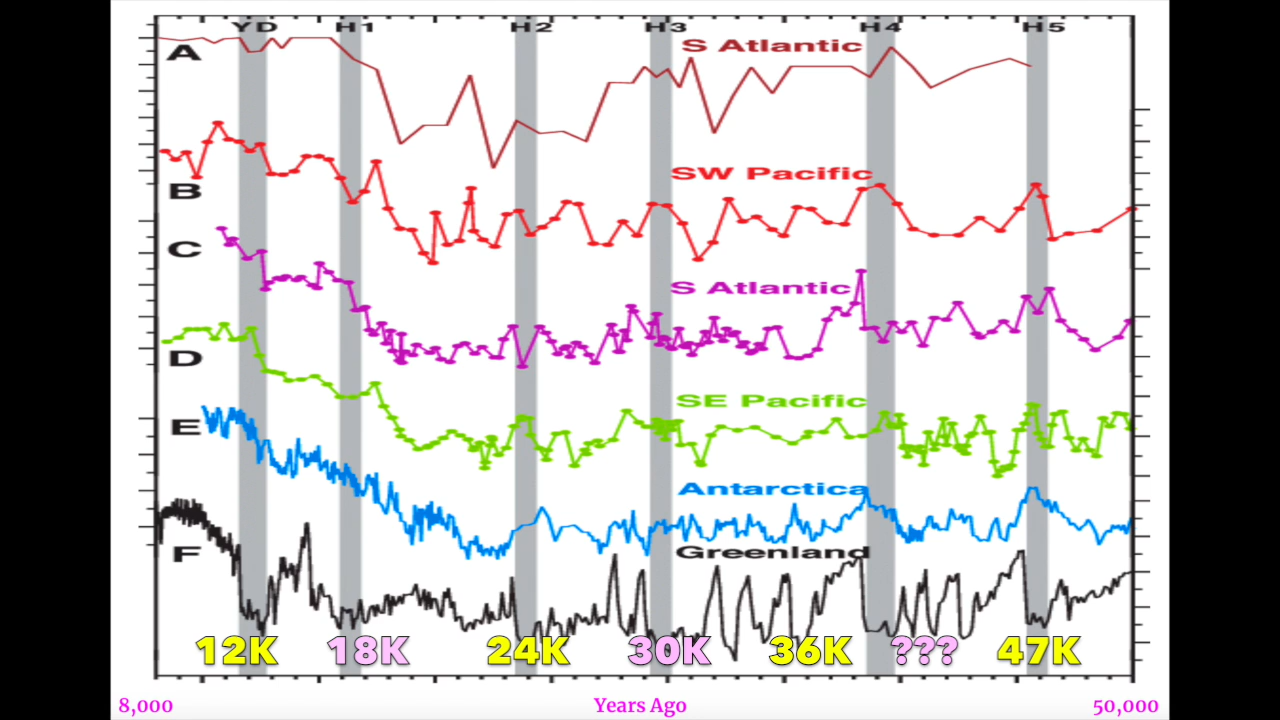 YD H1 H2 H3 H4 H5
A S Atlantic
B SW Pacific
C S Atlantic
D SE Pacific
E Antarctica
F Greenland
12K 18K 24K 30K 36K ??? 47K
8,000 Years Ago 50,000